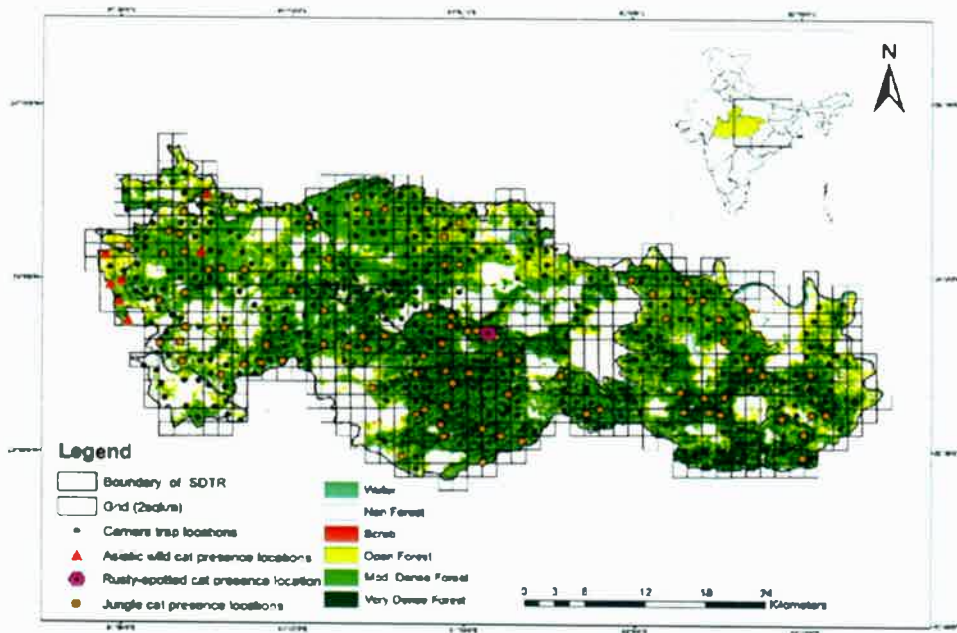 N
Legend
Boundary of SDTR
Grid (2sqkm)
Camera trap locations
Asiatic wild cat presence locations
Rusty-spotted cat presence location
Jungle cat presence locations
Water
Non Forest
Scrub
Open Forest
Mod. Dense Forest
Very Dense Forest
0 3 6 12 18 24
Kilometers